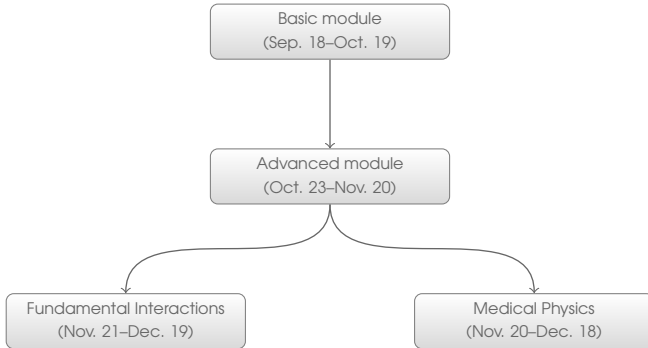 Basic module
(Sep. 18–Oct. 19)
Advanced module
(Oct. 23–Nov. 20)
Fundamental Interactions
(Nov. 21–Dec. 19)
Medical Physics
(Nov. 20–Dec. 18)